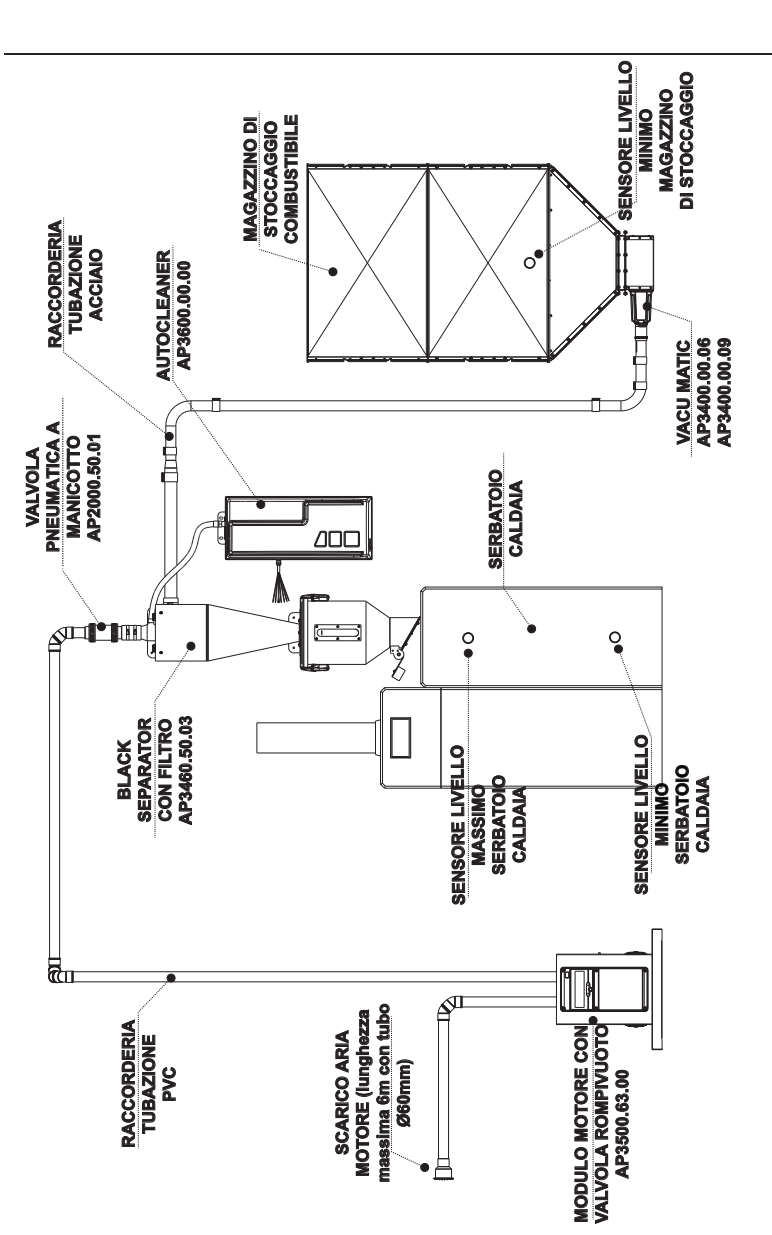 RACCORDERIA
TUBAZIONE
PVC
SCARICO ARIA
MOTORE (lunghezza
massima 6m con tubo
Ø60mm)
MODULO MOTORE CON
VALVOLA ROMPIVUOTO
AP3500.63.00
BLACK
SEPARATOR
CON FILTRO
AP3460.50.03
SENSORE LIVELLO
MASSIMO
SERBATOIO
CALDAIA
SENSORE LIVELLO
MINIMO
SERBATOIO
CALDAIA
VALVOLA
PNEUMATICA A
MANICOTTO
AP2000.50.01
RACCORDERIA
TUBAZIONE
ACCIAIO
AUTOCLEANER
AP3600.00.00
SERBATOIO
CALDAIA
MAGAZZINO DI
STOCCAGGIO
COMBUSTIBILE
VACU MATIC
AP3400.00.06
AP3400.00.09
SENSORE LIVELLO
MINIMO
MAGAZZINO
DI STOCCAGGIO